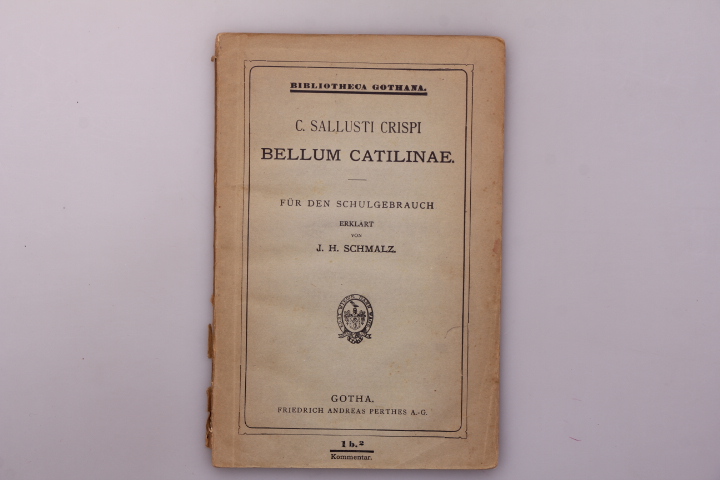 BIBLIOTHECA GOTHANA.
C. SALLUSTI CRISPI
BELLUM CATILINAE.
FÜR DEN SCHULGEBRAUCH
ERKLÄRT
VON
J. H. SCHMALZ.
GOTHA.
FRIEDRICH ANDREAS PERTHES A.-G.
1 b.²
Kommentar.